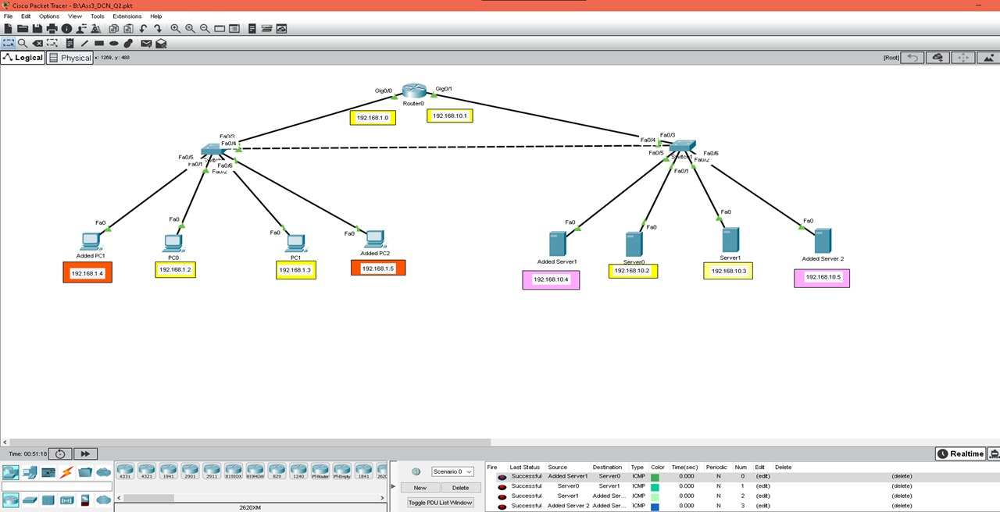 Cisco Packet Tracer - B:\Ass3_DCN_Q2.pkt
File Edit Options View Tools Extensions Help
Logical Physical x: 1260, y: 480 [Root]
Gig0/0 Gig0/1
Router0
192.168.1.0 192.168.10.1
Fa0/3
Fa0/4
Fa0/5
Fa0/1
Fa0/6
Fa0/2
Fa0/4 Fa0/3
Fa0/5 Switch1 Fa0/6
Fa0/2
Fa0/1
Fa0 Fa0 Fa0 Fa0 Fa0 Fa0 Fa0 Fa0
Added PC1 PC0 PC1 Added PC2 Added Server1 Server0 Server1 Added Server 2
192.168.1.4 192.168.1.2 192.168.1.3 192.168.1.5 192.168.10.4 192.168.10.2 192.168.10.3 192.168.10.5
Time: 00:51:18 Realtime
4331 4321 1941 2901 2911 819IOX 819HGW 829 1240 PT-Router PT-Empty 1841
2620XM
Scenario 0
New Delete
Toggle PDU List Window
Fire Last Status Source Destination Type Color Time(sec) Periodic Num Edit Delete
Successful Added Server1 Server0 ICMP 0.000 N 0 (edit) (delete)
Successful Server0 Server1 ICMP 0.000 N 1 (edit) (delete)
Successful Server1 Added Ser... ICMP 0.000 N 2 (edit) (delete)
Successful Added Server 2 Added Ser... ICMP 0.000 N 3 (edit) (delete)